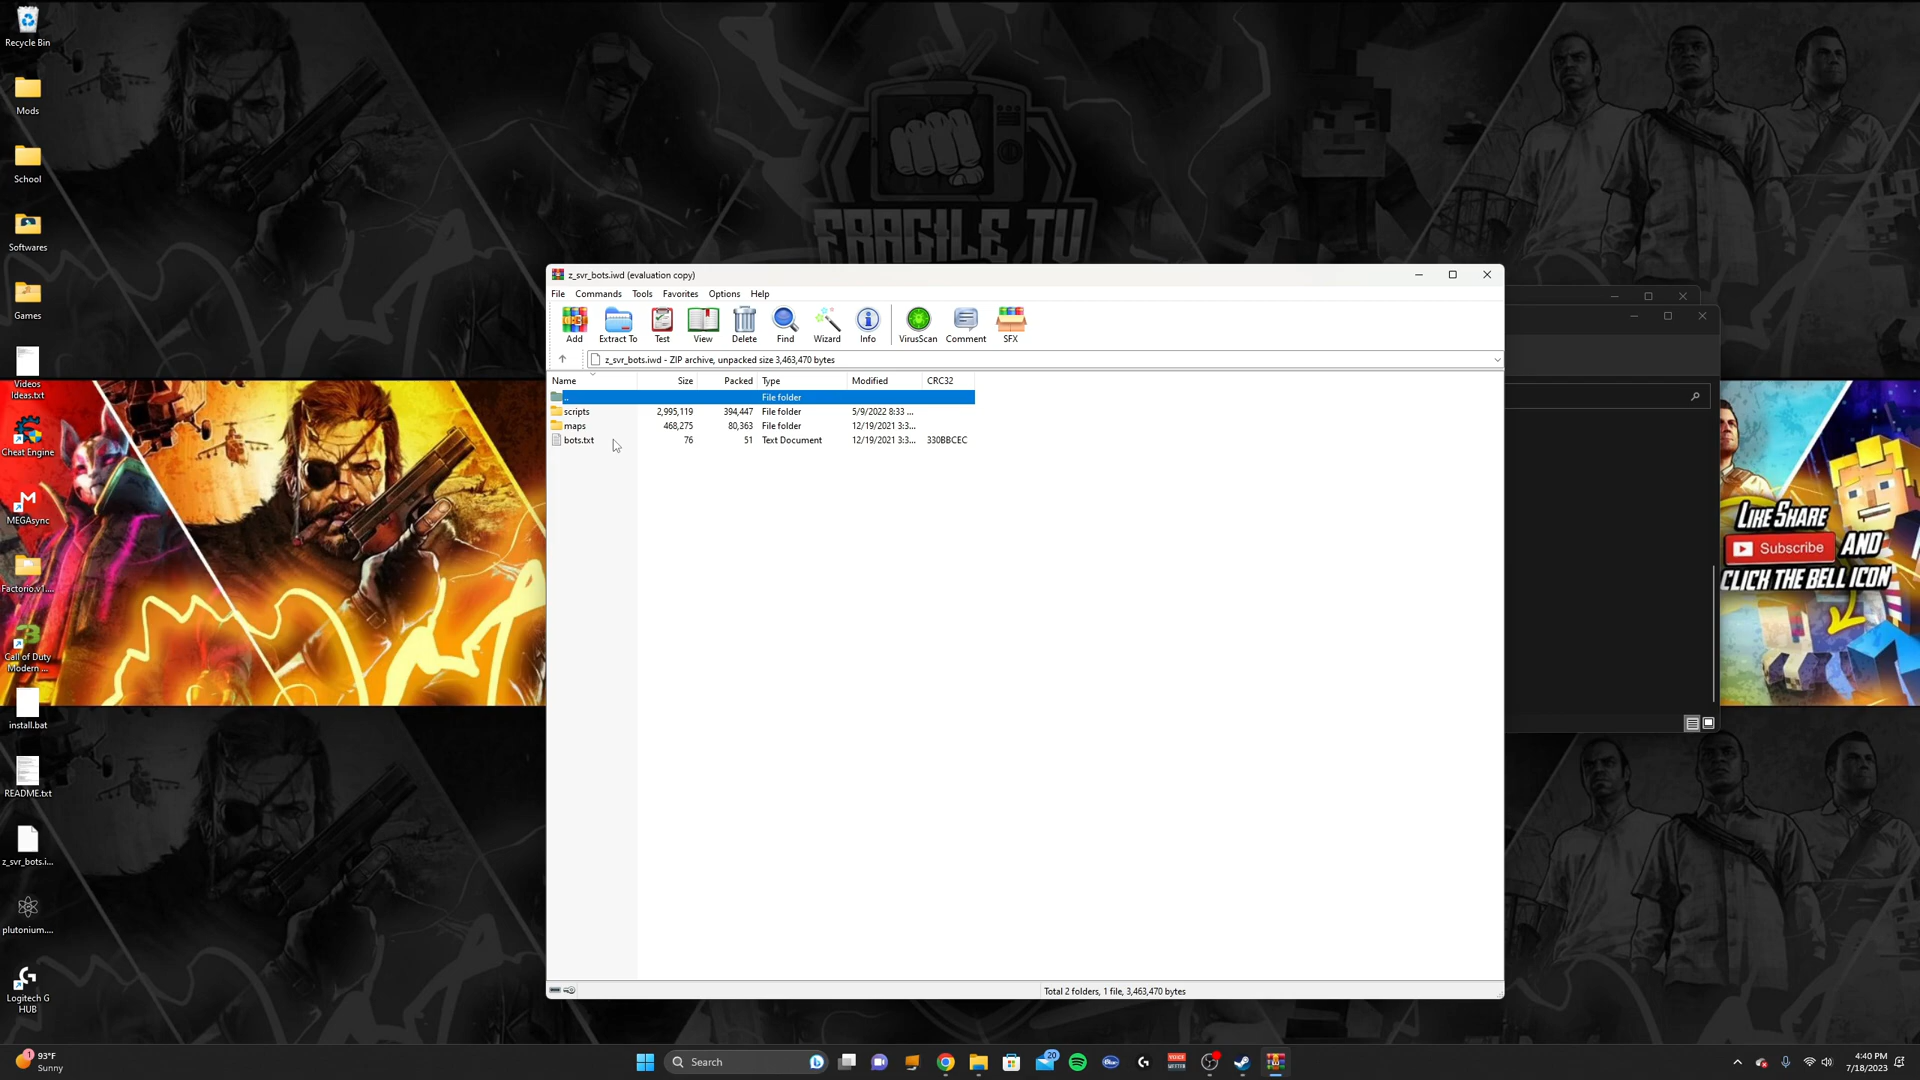 Recycle Bin
Mods
School
Softwares
Games
Videos
Ideas.txt
Cheat Engine
MEGAsync
Factorio.v1....
Call of Duty
Modern ...
install.bat
README.txt
z_svr_bots.i...
plutonium....
Logitech G
HUB
FRAGILE TV
z_svr_bots.iwd (evaluation copy)
File Commands Tools Favorites Options Help
Add Extract To Test View Delete Find Wizard Info VirusScan Comment SFX
z_svr_bots.iwd - ZIP archive, unpacked size 3,463,470 bytes
Name Size Packed Type Modified CRC32
.. File folder
scripts 2,995,119 394,447 File folder 5/9/2022 8:33 ...
maps 468,275 80,363 File folder 12/19/2021 3:3...
bots.txt 76 51 Text Document 12/19/2021 3:3... 330BBCEC
Total 2 folders, 1 file, 3,463,470 bytes
LIKE SHARE
Subscribe AND
CLICK THE BELL ICON
1
93°F
Sunny
Search
20
4:40 PM
7/18/2023